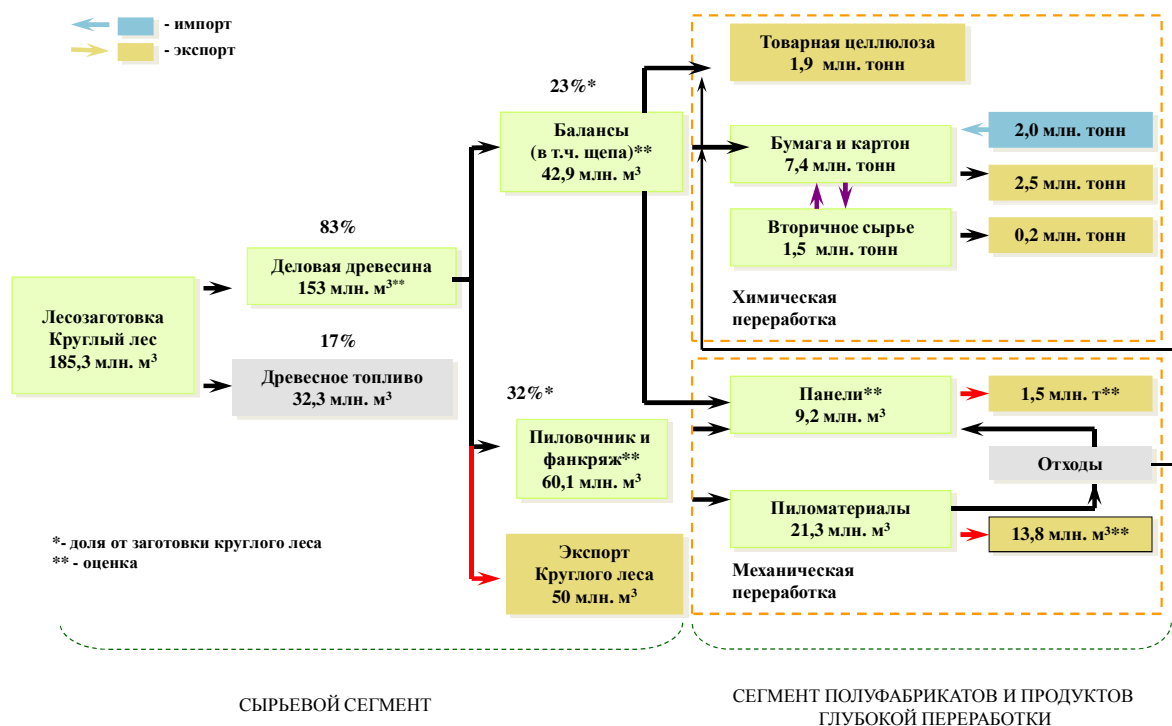 - импорт
- экспорт
Товарная целлюлоза
1,9 млн. тонн
23%*
Балансы
(в т.ч. щепа)**
42,9 млн. м³
Бумага и картон
7,4 млн. тонн
2,0 млн. тонн
2,5 млн. тонн
Вторичное сырье
1,5 млн. тонн
0,2 млн. тонн
83%
Деловая древесина
153 млн. м³**
Химическая
переработка
Лесозаготовка
Круглый лес
185,3 млн. м³
17%
Древесное топливо
32,3 млн. м³
32%*
Панели**
9,2 млн. м³
1,5 млн. т**
Пиловочник и
фанкряж**
60,1 млн. м³
Отходы
Пиломатериалы
21,3 млн. м³
13,8 млн. м³**
*- доля от заготовки круглого леса
** - оценка
Экспорт
Круглого леса
50 млн. м³
Механическая
переработка
СЫРЬЕВОЙ СЕГМЕНТ
СЕГМЕНТ ПОЛУФАБРИКАТОВ И ПРОДУКТОВ
ГЛУБОКОЙ ПЕРЕРАБОТКИ